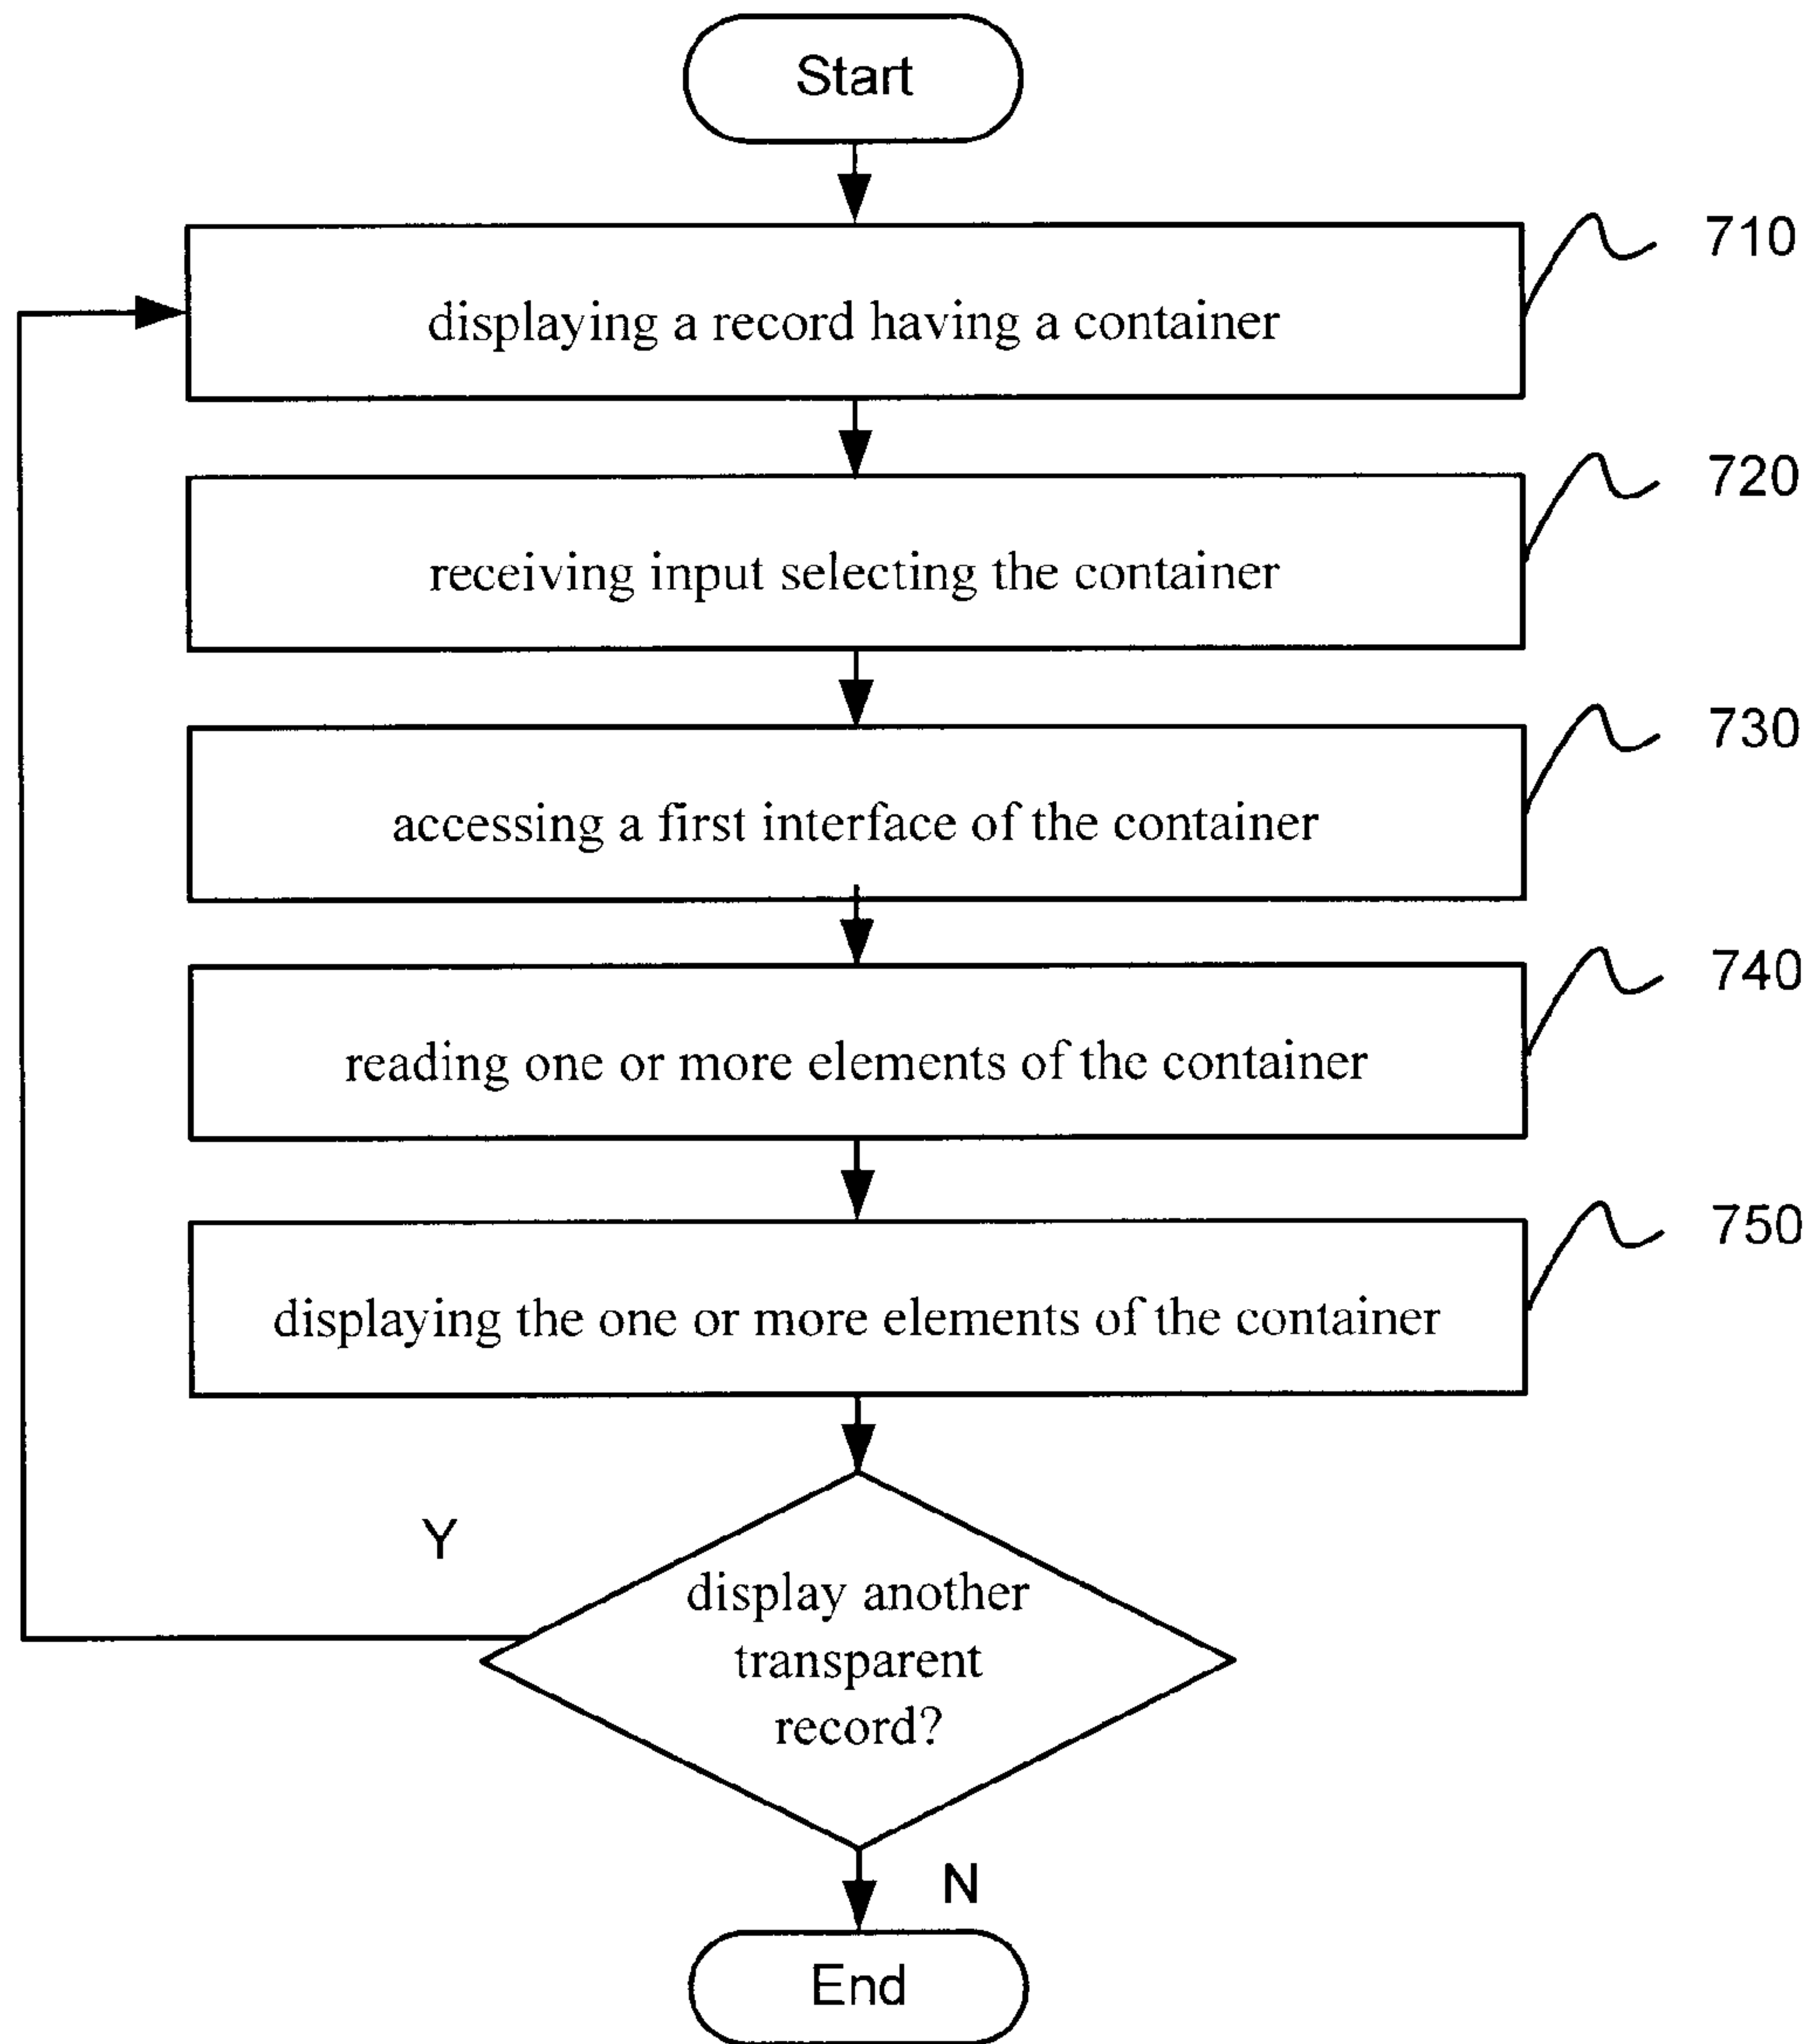 Start
displaying a record having a container
710
receiving input selecting the container
720
accessing a first interface of the container
730
reading one or more elements of the container
740
displaying the one or more elements of the container
750
Y
display another
transparent
record?
N
End